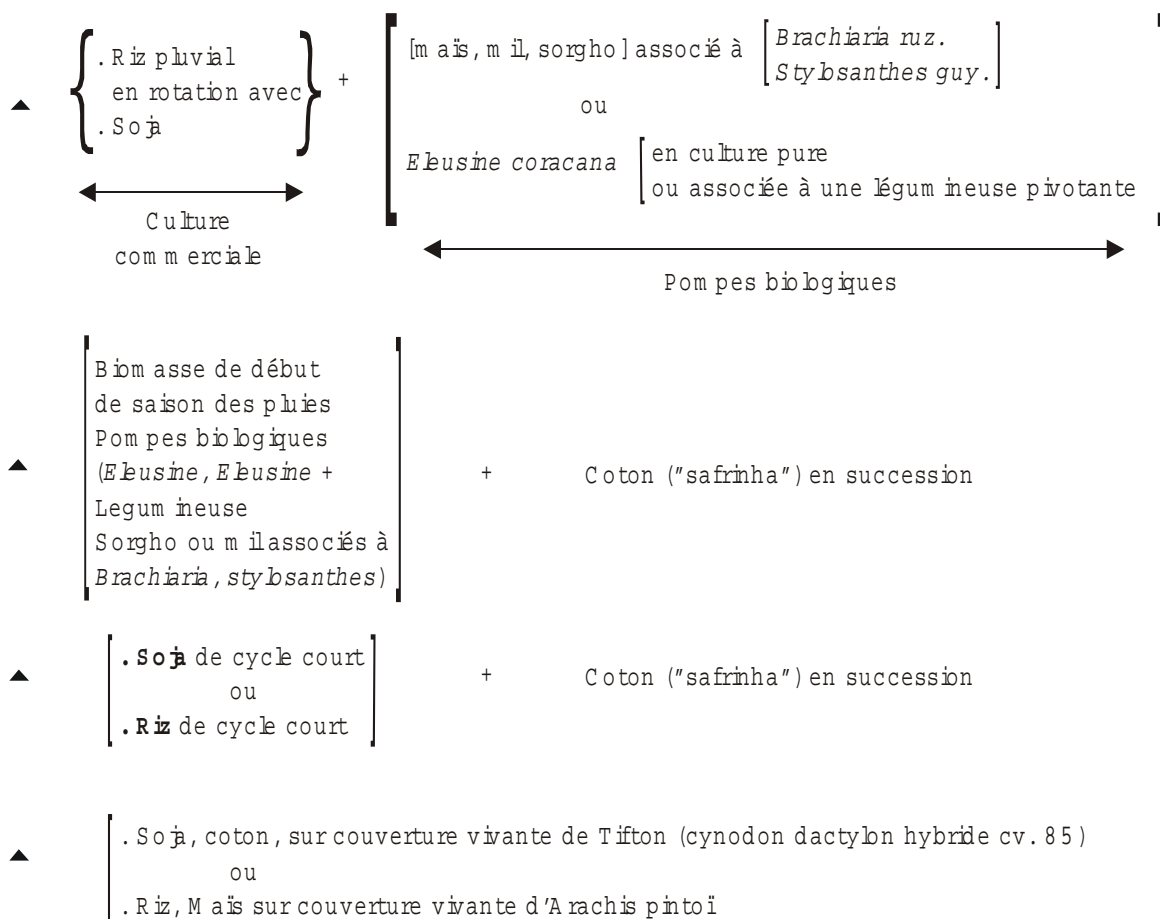 . Riz pluvial
en rotation avec
. Soja
+
[maïs, mil, sorgho] associé à
Brachiaria ruz.
Stylosanthes guy.
ou
Eleusine coracana
en culture pure
ou associée à une légumineuse pivotante
Culture
commerciale
Pompes biologiques
Biomasse de début
de saison des pluies
Pompes biologiques
(Eleusine, Eleusine +
Legumineuse
Sorgho ou mil associés à
Brachiaria, stylosanthes)
+ Coton ("safrinha") en succession
. Soja de cycle court
ou
. Riz de cycle court
+ Coton ("safrinha") en succession
. Soja, coton, sur couverture vivante de Tifton (cynodon dactylon hybride cv. 85)
ou
. Riz, Maïs sur couverture vivante d'Arachis pintoï